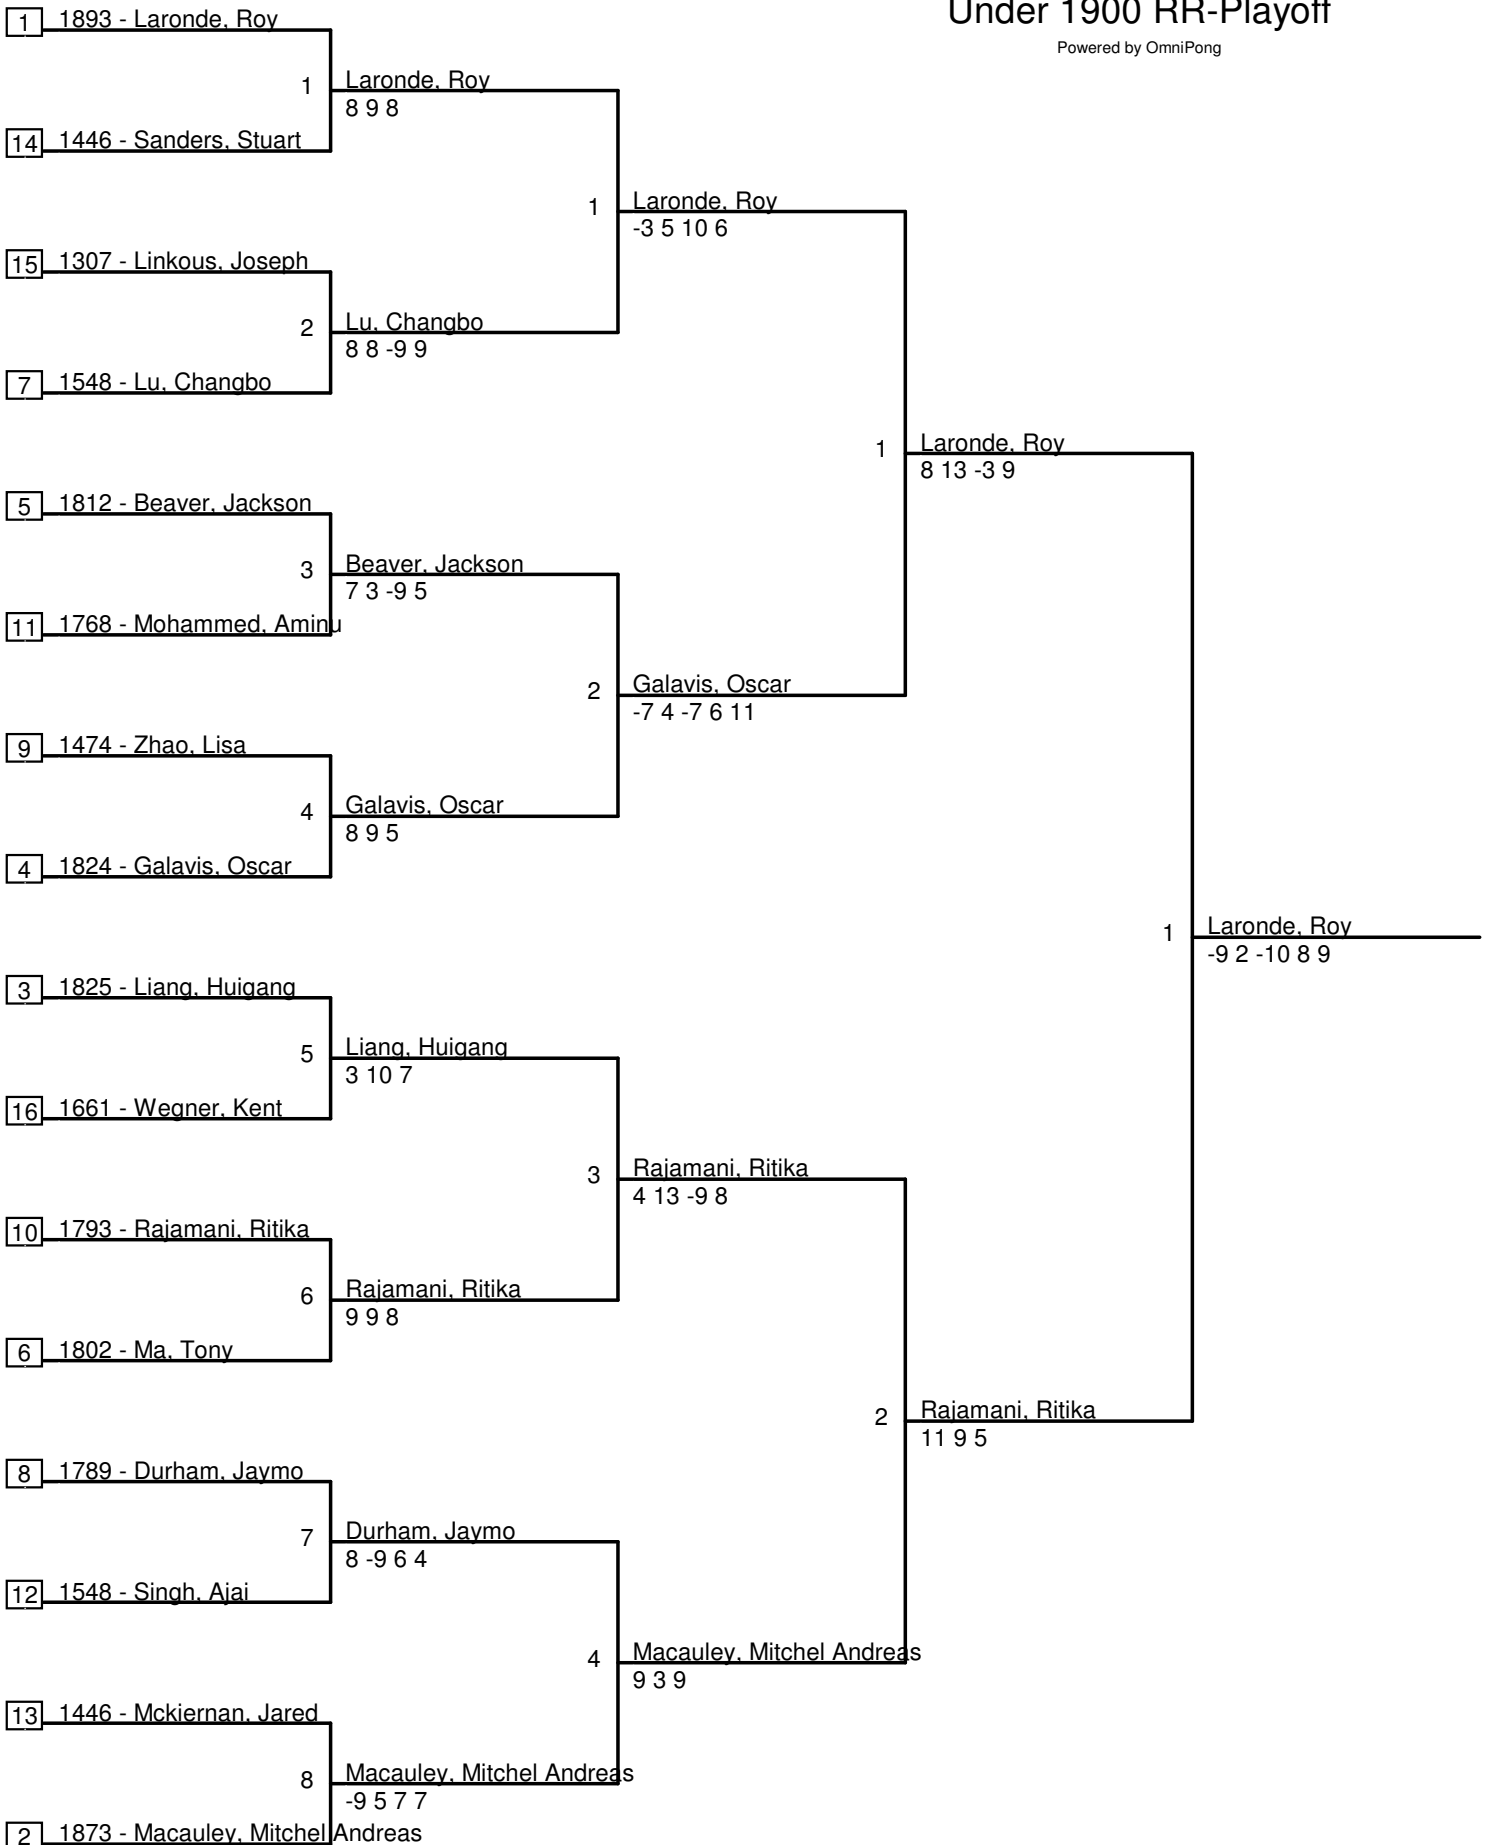 Under 1900 RR-Playoff
Powered by OmniPong
1 1893 - Laronde, Roy
1 Laronde, Roy
8 9 8
14 1446 - Sanders, Stuart
1 Laronde, Roy
-3 5 10 6
15 1307 - Linkous, Joseph
2 Lu, Changbo
8 8 -9 9
7 1548 - Lu, Changbo
1 Laronde, Roy
8 13 -3 9
5 1812 - Beaver, Jackson
3 Beaver, Jackson
7 3 -9 5
11 1768 - Mohammed, Aminu
2 Galavis, Oscar
-7 4 -7 6 11
9 1474 - Zhao, Lisa
4 Galavis, Oscar
8 9 5
4 1824 - Galavis, Oscar
1 Laronde, Roy
-9 2 -10 8 9
3 1825 - Liang, Huigang
5 Liang, Huigang
3 10 7
16 1661 - Wegner, Kent
3 Rajamani, Ritika
4 13 -9 8
10 1793 - Rajamani, Ritika
6 Rajamani, Ritika
9 9 8
6 1802 - Ma, Tony
2 Rajamani, Ritika
11 9 5
8 1789 - Durham, Jaymo
7 Durham, Jaymo
8 -9 6 4
12 1548 - Singh, Ajai
4 Macauley, Mitchel Andreas
9 3 9
13 1446 - Mckiernan, Jared
8 Macauley, Mitchel Andreas
-9 5 7 7
2 1873 - Macauley, Mitchel Andreas